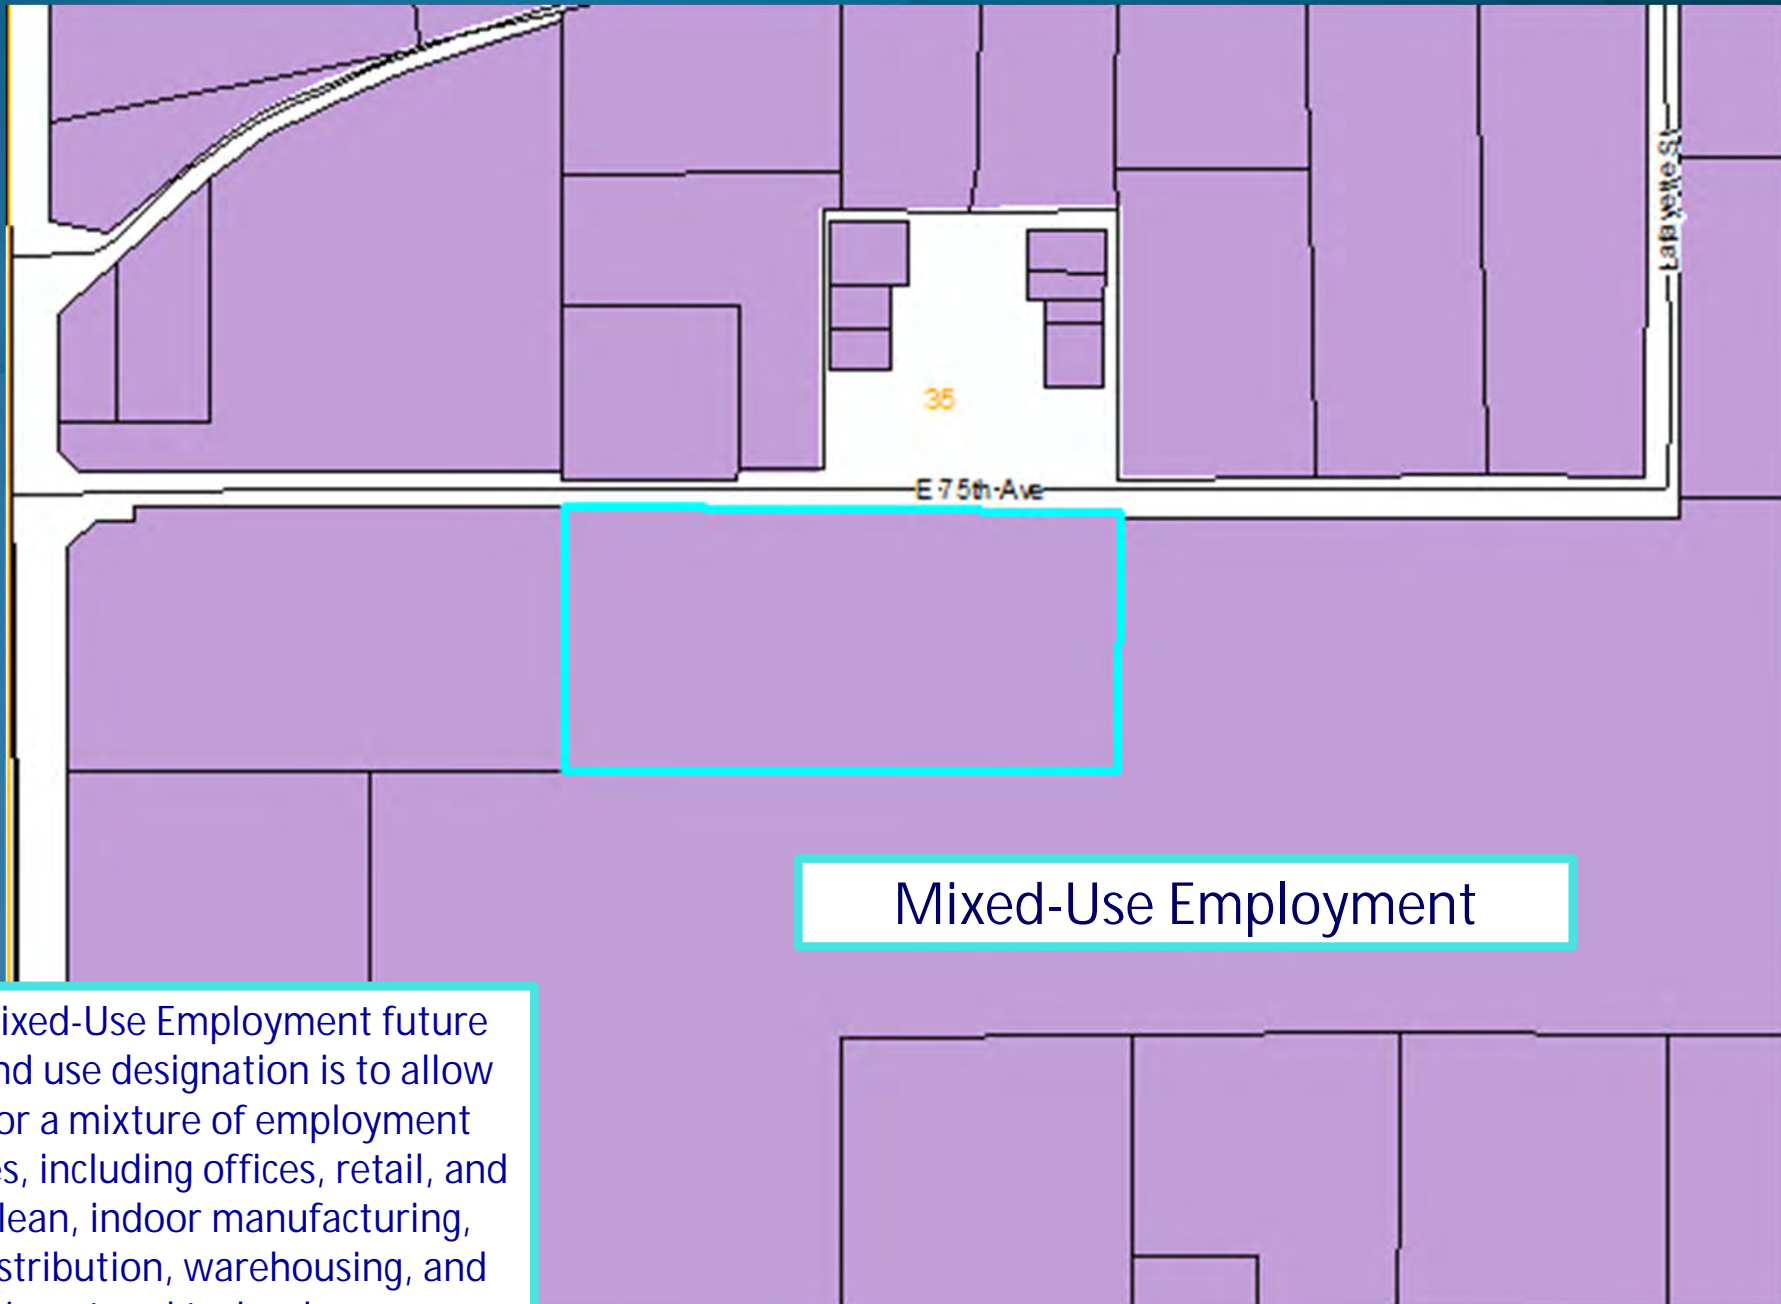 Lafayette St
35
E 75th Ave
Mixed-Use Employment
ixed-Use Employment future
nd use designation is to allow
or a mixture of employment
es, including offices, retail, and
lean, indoor manufacturing,
stribution, warehousing, and